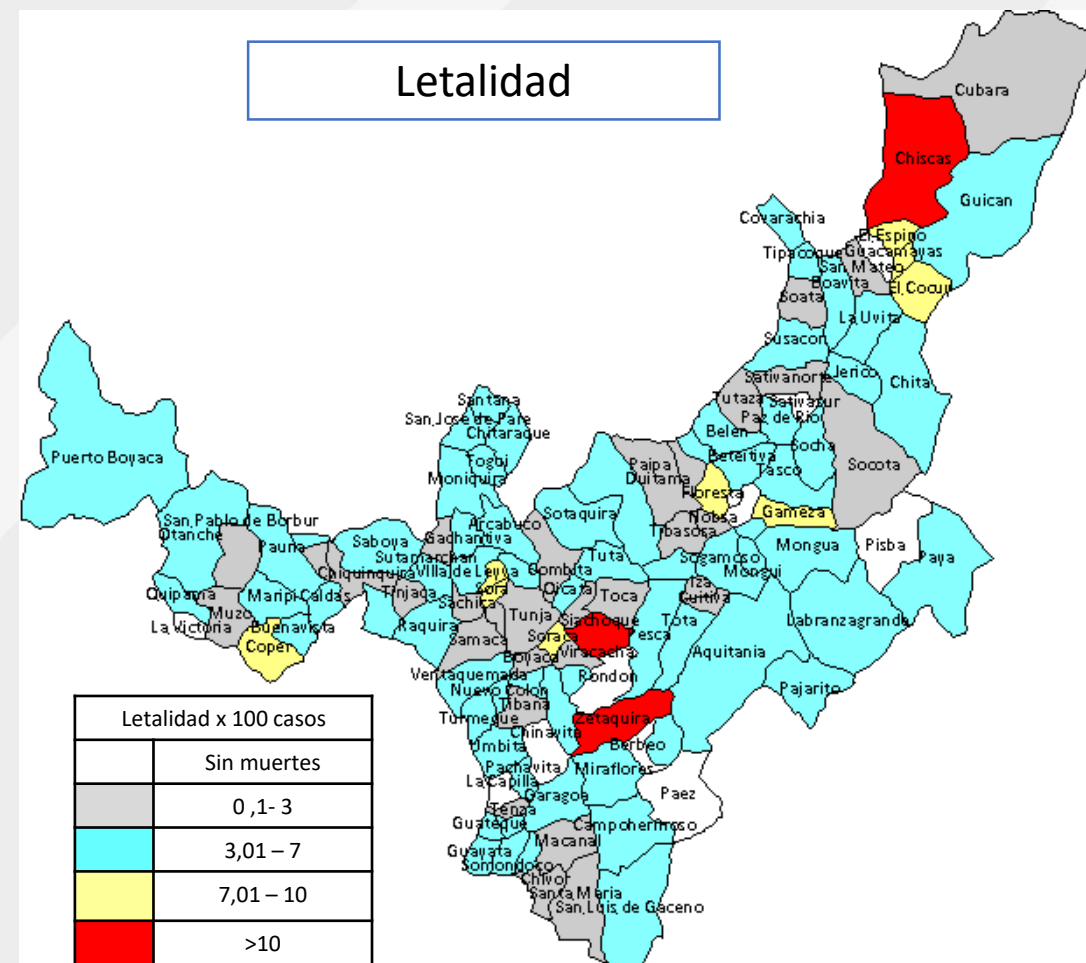 Letalidad
Cubara
Chiscas
Guican
Covarachia
El Espino
Tipacoque
Guacamayas
San Mateo
Boavita
El Cocuy
Soata
La Uvita
Susacon
Sativanorte
Jerico
Chita
Tutaza
Sativasur
Paz de Rio
Santana
San Jose de Pare
Chitaraque
Belen
Socha
Togui
Beteitiva
Tasco
Socota
Puerto Boyaca
Moniquira
Paipa
Duitama
Floresta
Gameza
Nobsa
San Pablo de Borbur
Otanche
Arcabuco
Sotaquira
Tibasosa
Pauna
Saboya
Gachantiva
Mongua
Pisba
Paya
Sutamarchan
Villa de Leyva
Combita
Tuta
Sogamoso
Mongui
Chiquinquira
Tinjaca
Sora
Oicata
Toca
Iza
Cuitiva
Quipama
Maripi
Caldas
Sachica
Tunja
Siachoque
Tota
Labranzagrande
Muzo
La Victoria
Buenavista
Raquira
Samaca
Soraca
Viracacha
Pesca
Aquitania
Coper
Boyaca
Ventaquemada
Rondon
Pajarito
Nuevo Colon
Tibana
Turmeque
Chinavita
Zetaquira
Berbeo
Umbita
Pachavita
Miraflores
La Capilla
Garagoa
Paez
Tenza
Guateque
Campohermoso
Macanal
Guayata
Somondoco
Chivor
Santa Maria
San Luis de Gaceno
Letalidad x 100 casos
Sin muertes
0 ,1- 3
3,01 – 7
7,01 – 10
>10